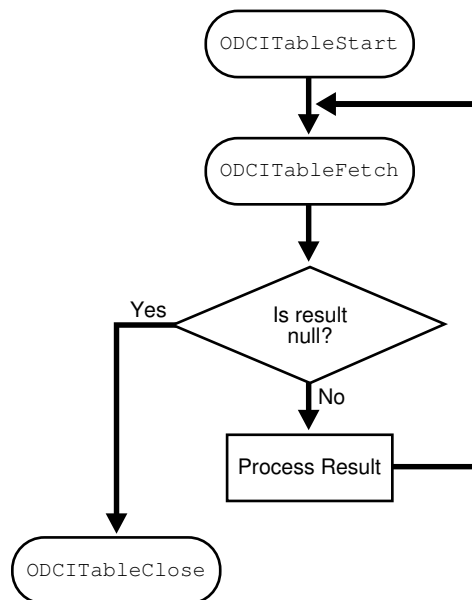 ODCITableStart
ODCITableFetch
Is result
null?
Yes
No
Process Result
ODCITableClose